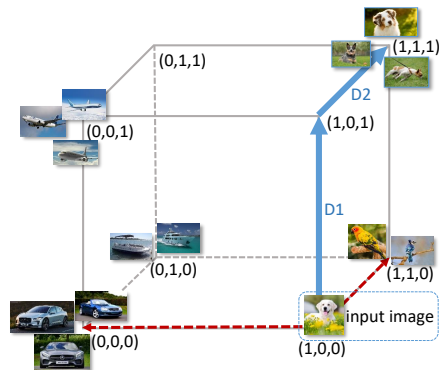 (0,1,1)
(1,1,1)
D2
(0,0,1)
(1,0,1)
D1
(0,1,0)
(1,1,0)
input image
(0,0,0)
(1,0,0)